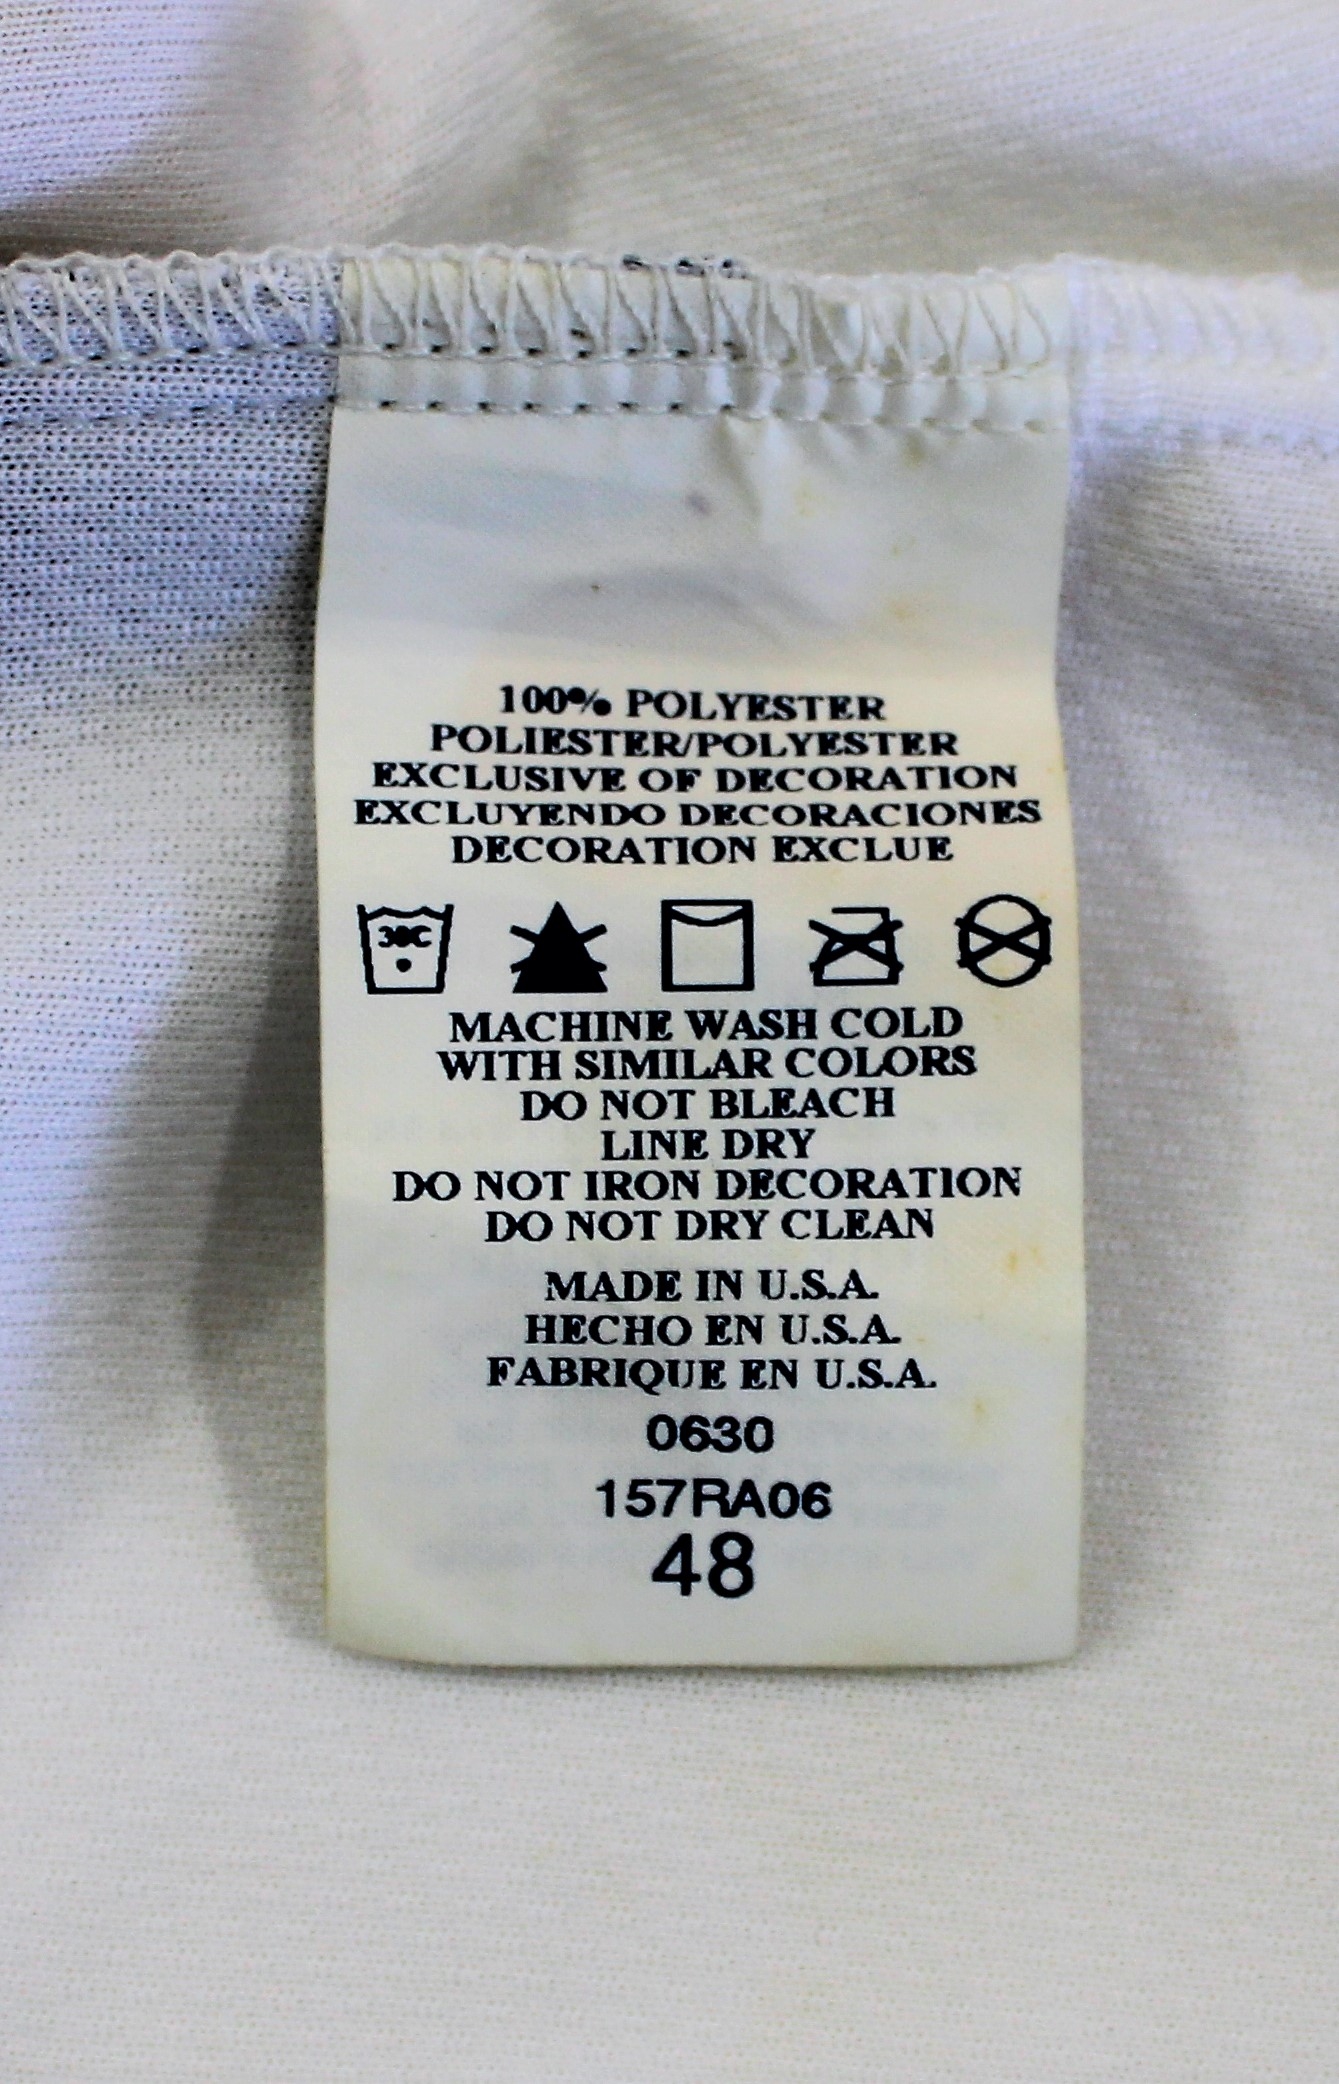 100% POLYESTER
POLIESTER/POLYESTER
EXCLUSIVE OF DECORATION
EXCLUYENDO DECORACIONES
DECORATION EXCLUE
30C
MACHINE WASH COLD
WITH SIMILAR COLORS
DO NOT BLEACH
LINE DRY
DO NOT IRON DECORATION
DO NOT DRY CLEAN
MADE IN U.S.A.
HECHO EN U.S.A.
FABRIQUE EN U.S.A.
0630
157RA06
48